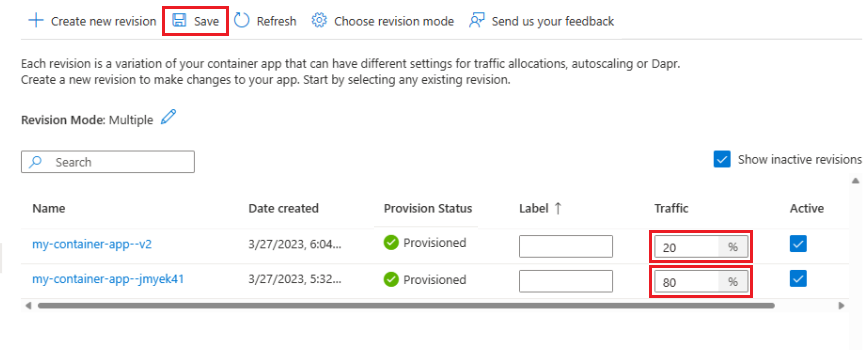 Create new revision Save Refresh Choose revision mode Send us your feedback
Each revision is a variation of your container app that can have different settings for traffic allocations, autoscaling or Dapr.
Create a new revision to make changes to your app. Start by selecting any existing revision.
Revision Mode: Multiple
Search
Show inactive revisions
Name Date created Provision Status Label ↑ Traffic Active
my-container-app--v2 3/27/2023, 6:04... Provisioned 20 %
my-container-app--jmyek41 3/27/2023, 5:32... Provisioned 80 %